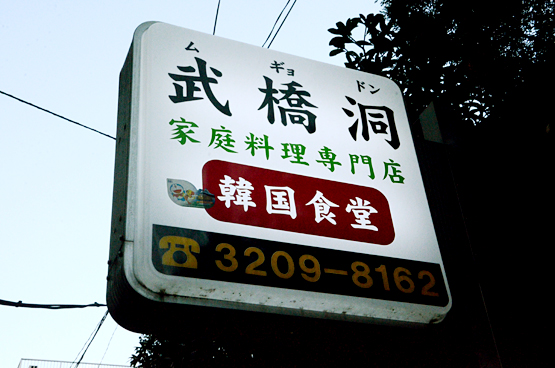 ム ギョ ドン
武橋洞
家庭料理専門店
韓国食堂
☎3209-8162